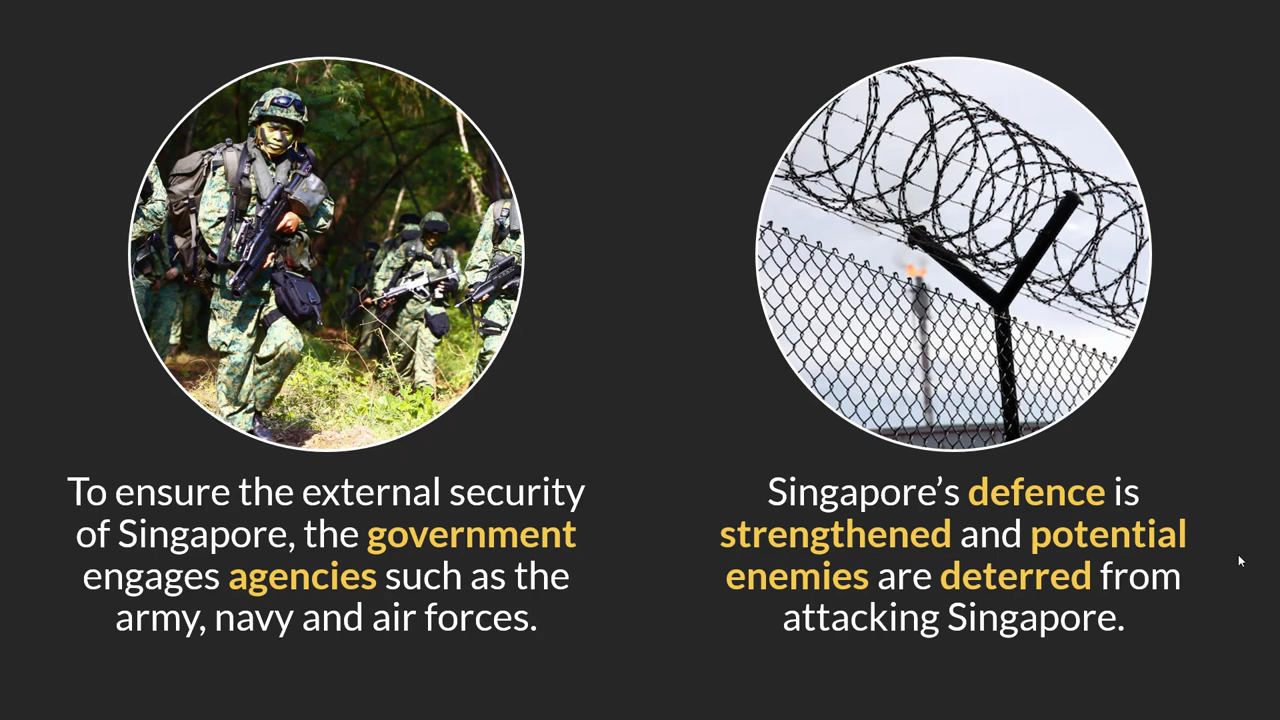 To ensure the external security
of Singapore, the government
engages agencies such as the
army, navy and air forces.
Singapore’s defence is
strengthened and potential
enemies are deterred from
attacking Singapore.